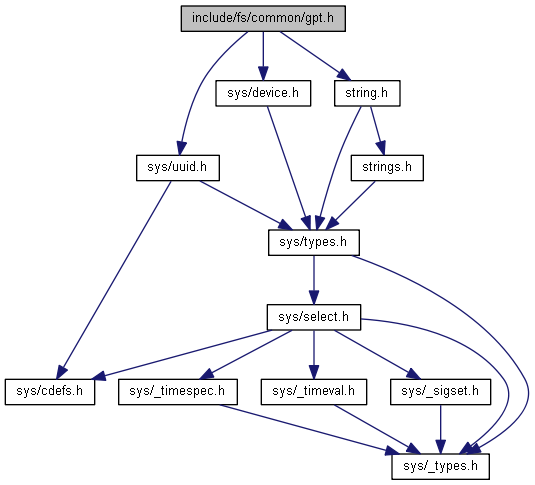 include/fs/common/gpt.h
sys/device.h
string.h
sys/uuid.h
strings.h
sys/types.h
sys/select.h
sys/cdefs.h
sys/_timespec.h
sys/_timeval.h
sys/_sigset.h
sys/_types.h